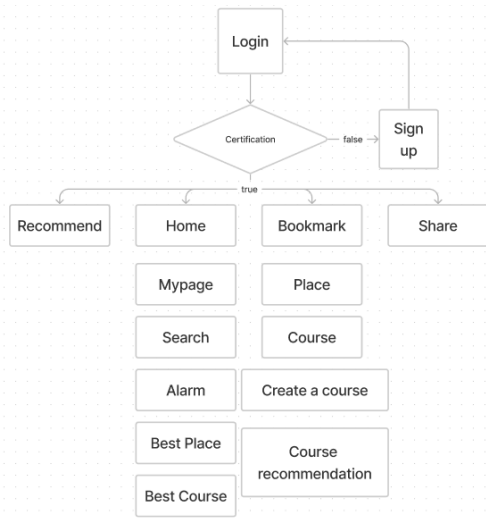 Login
Certification
false
Sign
up
true
Recommend
Home
Bookmark
Share
Mypage
Place
Search
Course
Alarm
Create a course
Best Place
Course
recommendation
Best Course